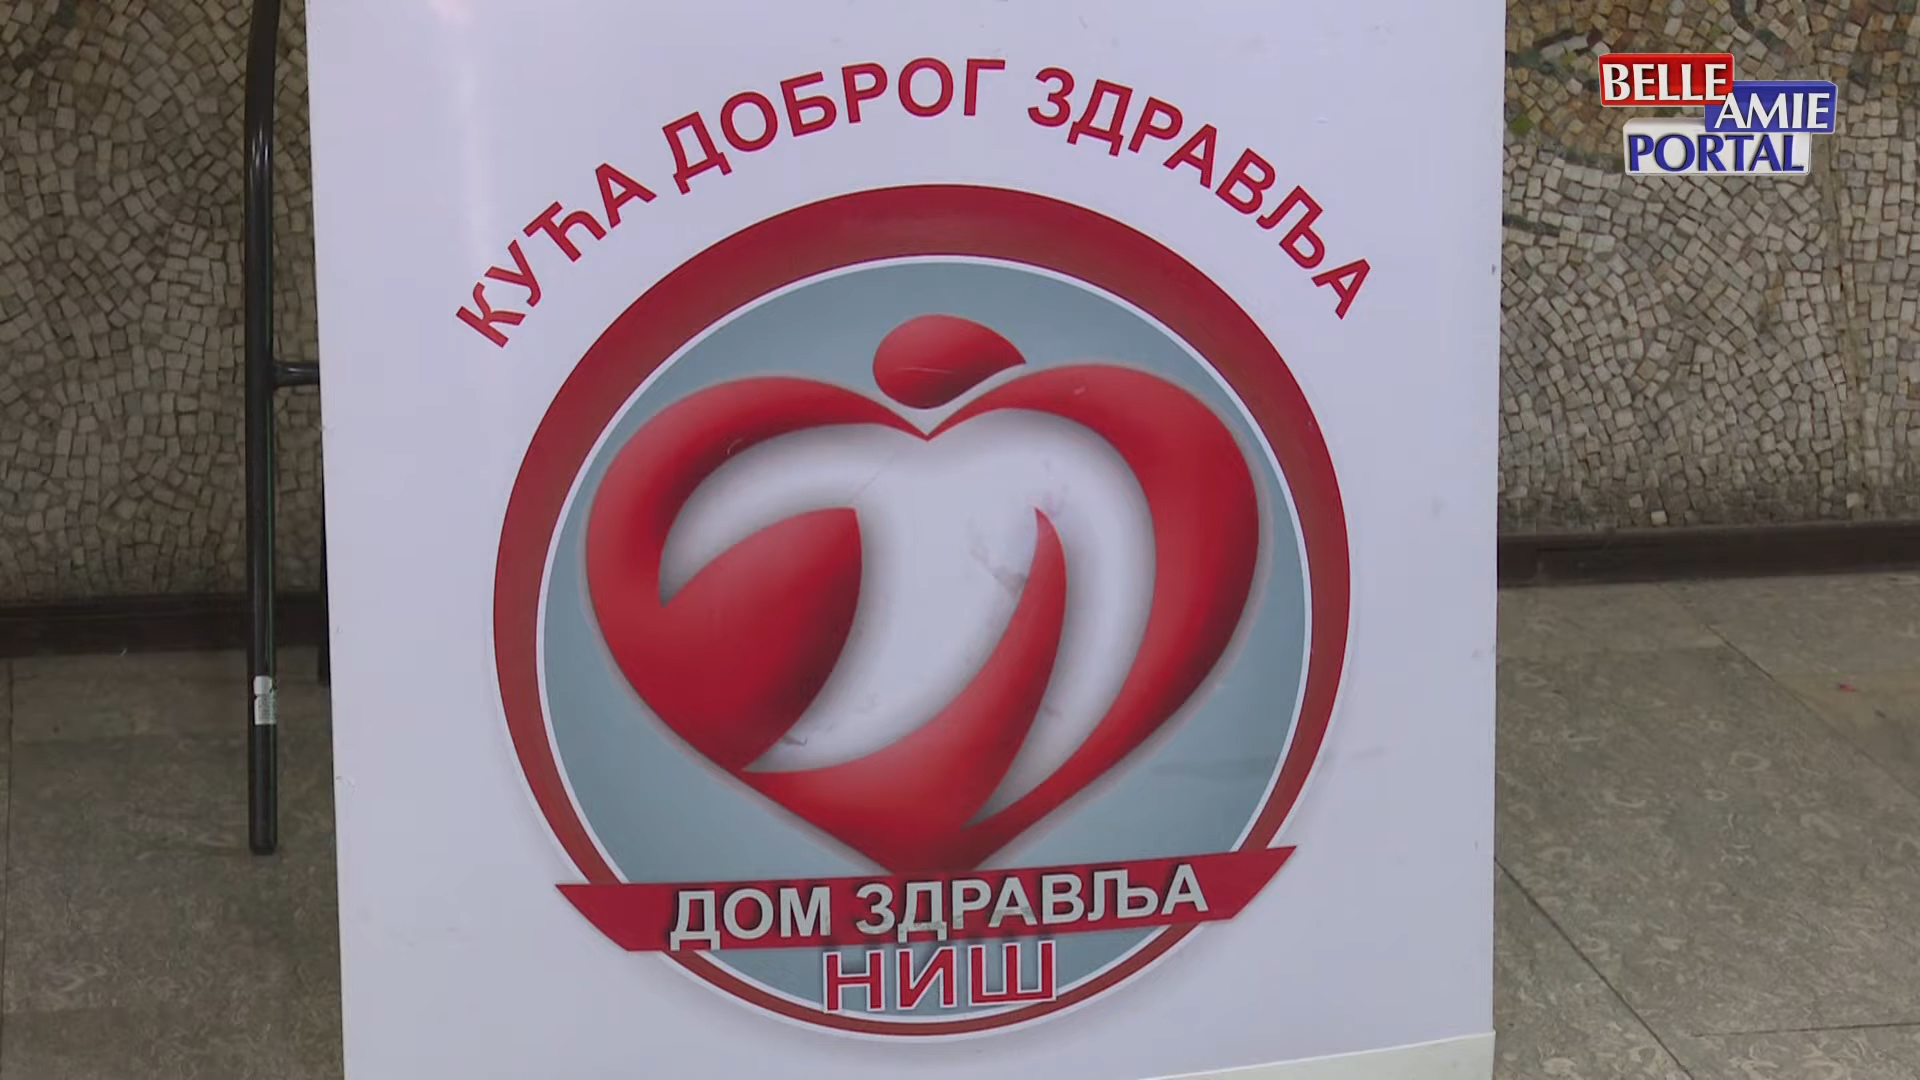 КУЋА ДОБРОГ ЗДРАВЉА
ДОМ ЗДРАВЉА
НИШ
BELLE
AMIE
PORTAL